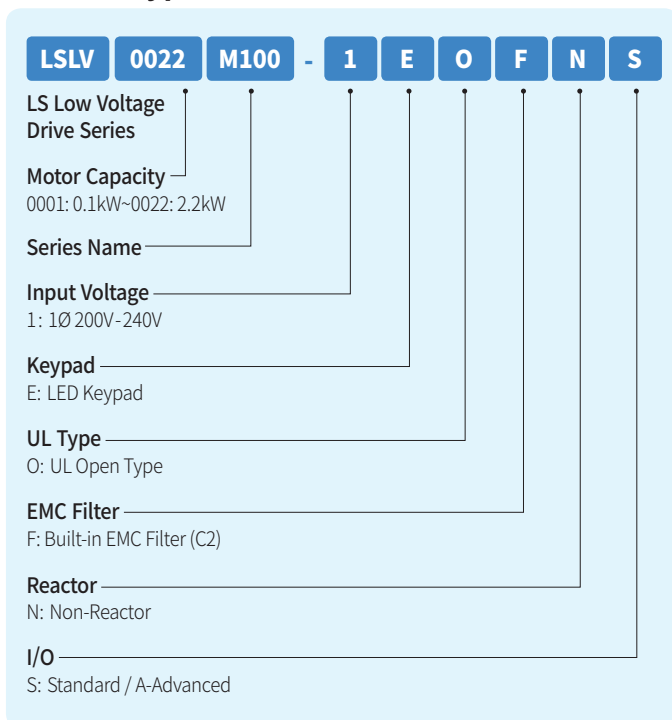 LSLV 0022 M100 - 1 E O F N S
LS Low Voltage
Drive Series
Motor Capacity
0001: 0.1kW~0022: 2.2kW
Series Name
Input Voltage
1: 1Ø 200V-240V
Keypad
E: LED Keypad
UL Type
O: UL Open Type
EMC Filter
F: Built-in EMC Filter (C2)
Reactor
N: Non-Reactor
I/O
S: Standard / A-Advanced